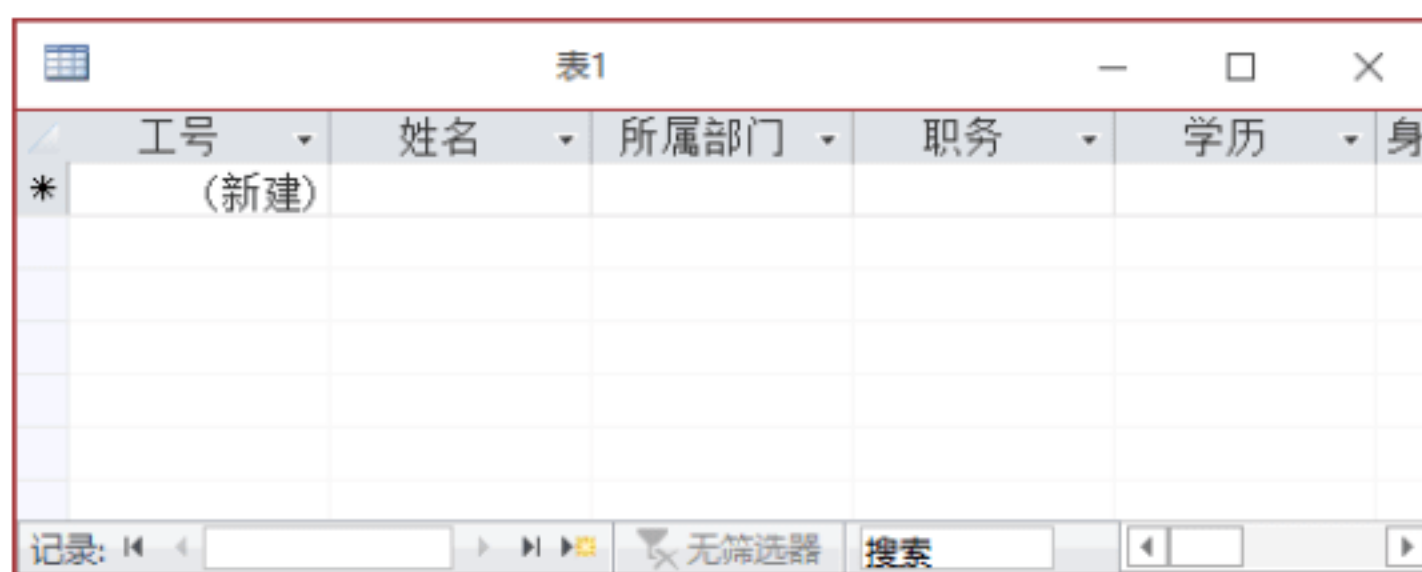 表1
工号 姓名 所属部门 职务 学历 身
* (新建)
记录: 无筛选器 搜索